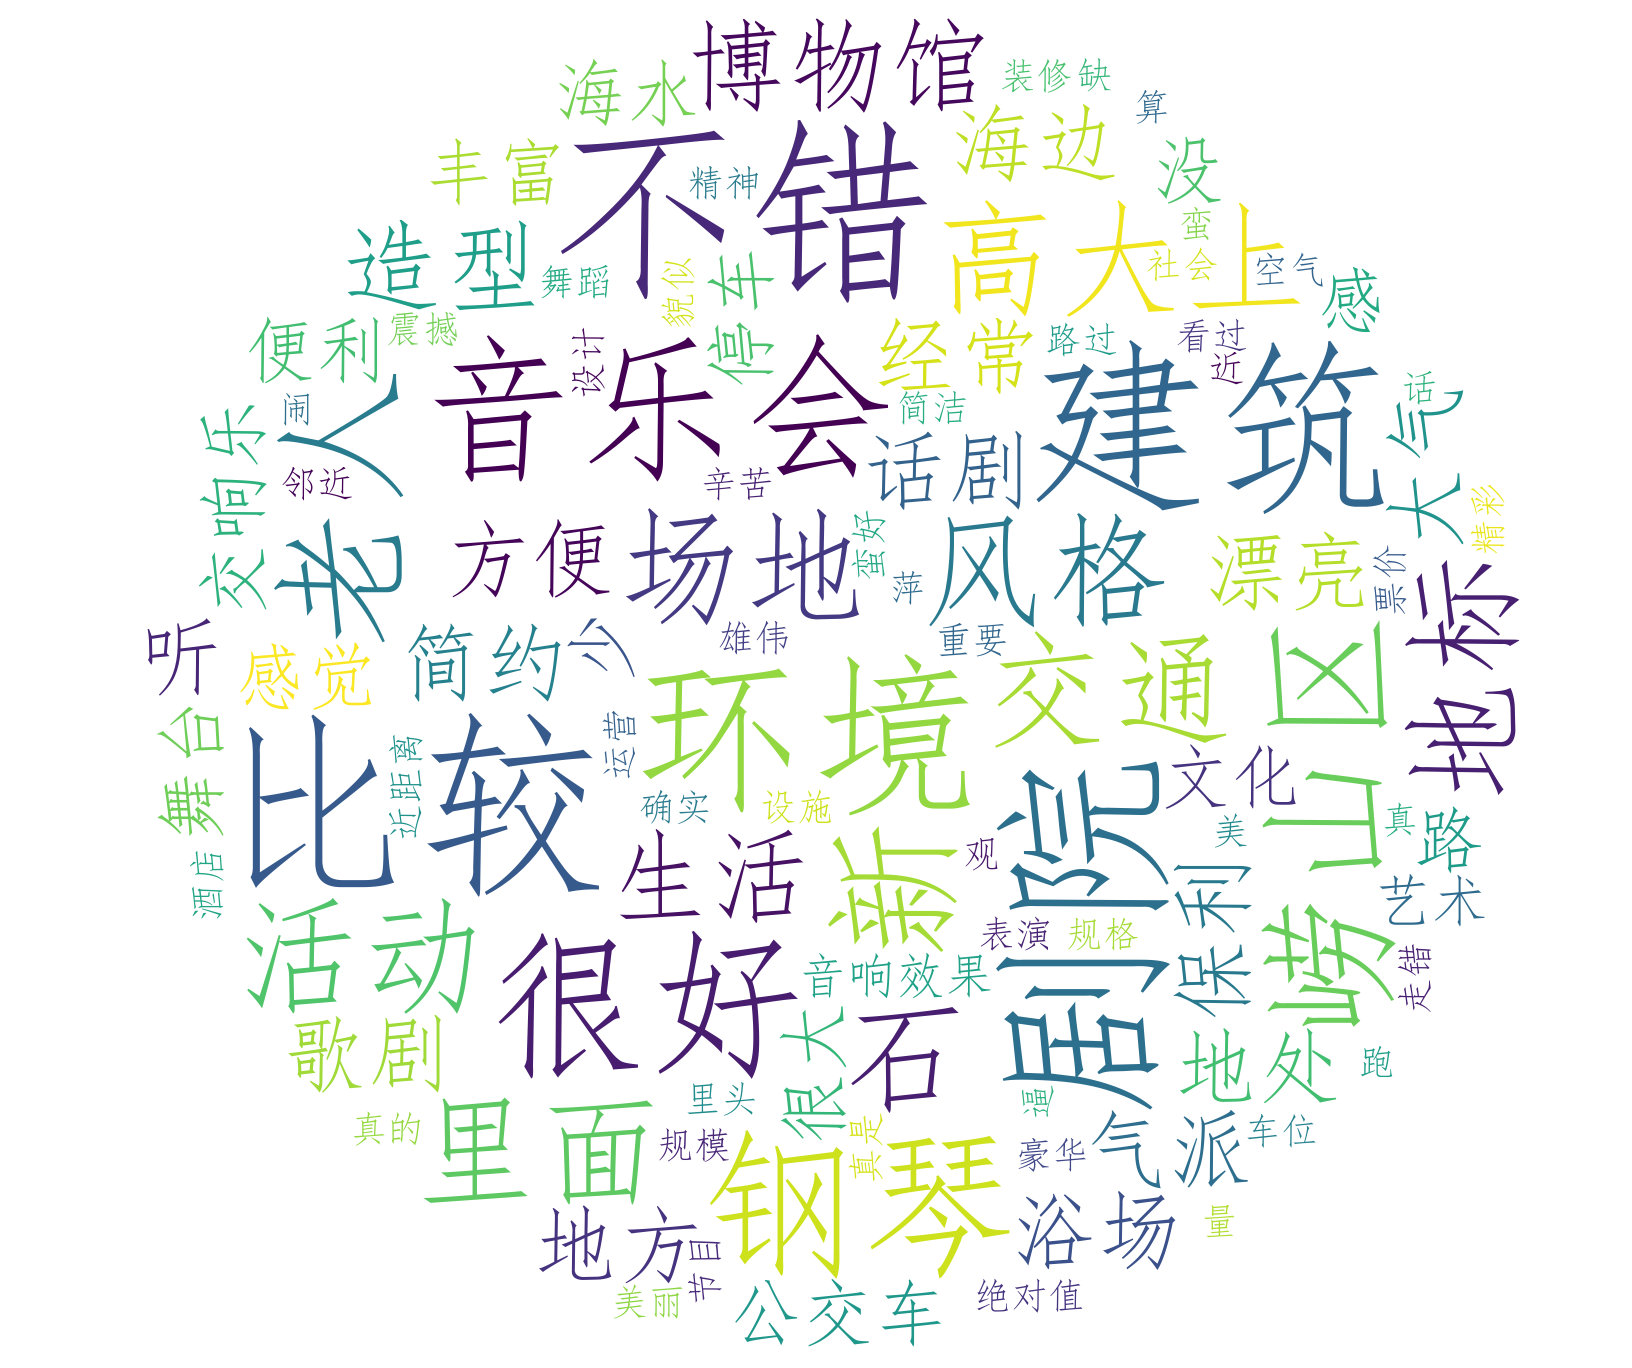 博物馆
装修缺
海水
算
不错
海边
丰富
精神
没
高大上
蛮
造型
舞蹈
貌似
停车
社会
空气
感
便利
震撼
音乐会
设计
经常
路过
看过
近
建筑
话
闹
老人
简洁
大气
交响乐
邻近
辛苦
话剧
精彩
方便
场地
蛮好
萍
风格
漂亮
票价
地标
听
感觉
简约
少
雄伟
重要
环境
交通
崂山区
舞台
比较
近距离
运营
确实
设施
文化
剧院
美
真
路
酒店
生活
新
观
保利
艺术
活动
很好
表演
规格
走错
音响效果
石
很大
歌剧
地处
跑
里面
真的
里头
规模
真是
逼
豪华
气派
车位
钢琴
地方
节目
浴场
量
美丽
公交车
绝对值